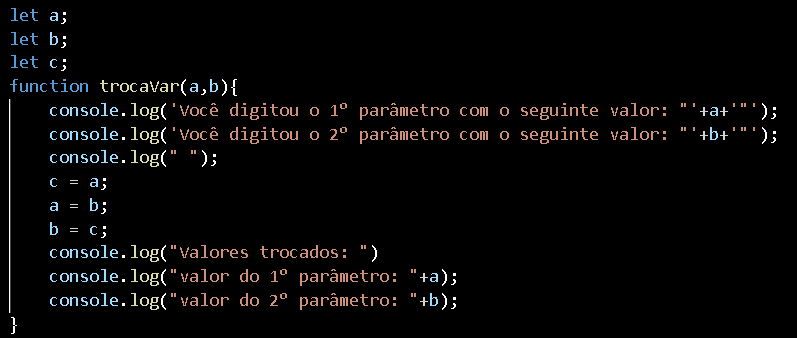 let a;
let b;
let c;
function trocaVar(a,b){
    console.log('Você digitou o 1º parâmetro com o seguinte valor: "'+a+'"');
    console.log('Você digitou o 2º parâmetro com o seguinte valor: "'+b+'"');
    console.log(" ");
    c = a;
    a = b;
    b = c;
    console.log("Valores trocados: ")
    console.log("valor do 1º parâmetro: "+a);
    console.log("valor do 2º parâmetro: "+b);
}